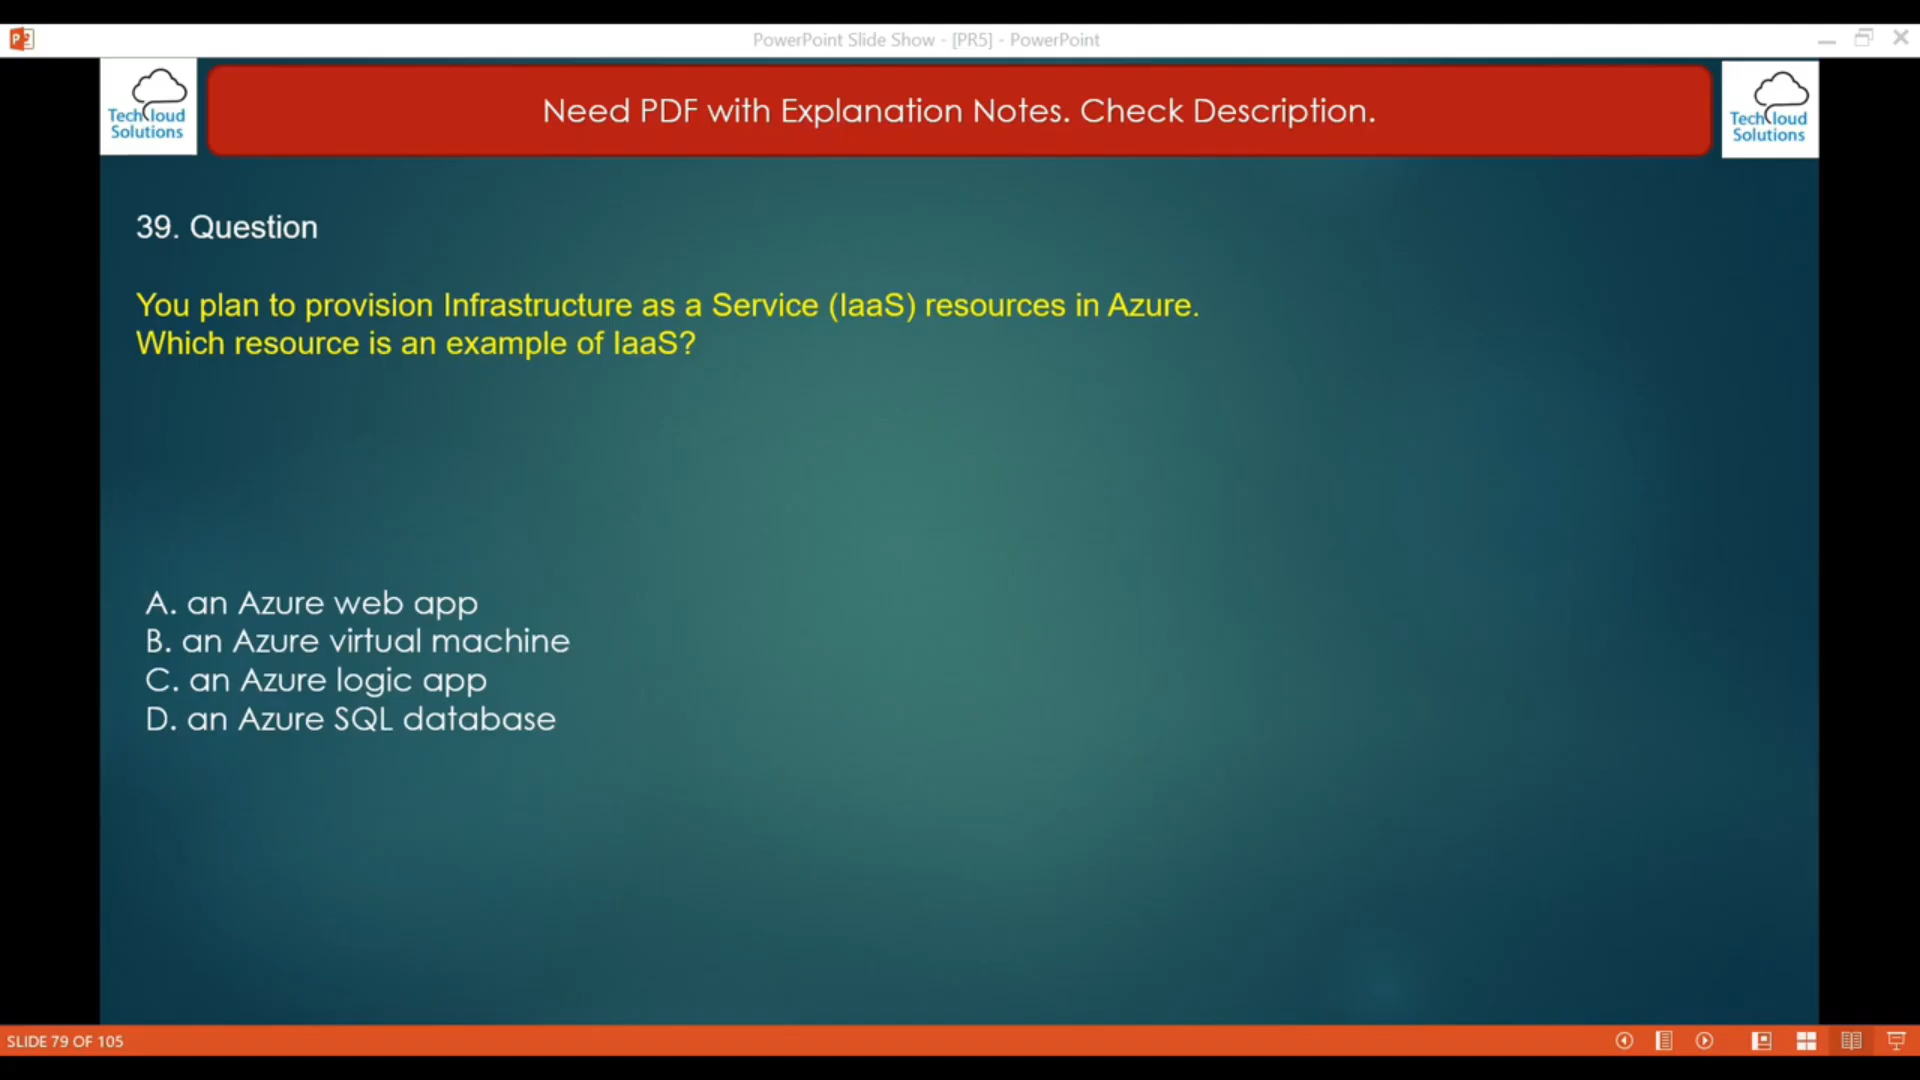 PowerPoint Slide Show - [PR5] - PowerPoint
Need PDF with Explanation Notes. Check Description.
Techcloud
Solutions
Techcloud
Solutions
39. Question
You plan to provision Infrastructure as a Service (IaaS) resources in Azure.
Which resource is an example of IaaS?
A. an Azure web app
B. an Azure virtual machine
C. an Azure logic app
D. an Azure SQL database
SLIDE 79 OF 105